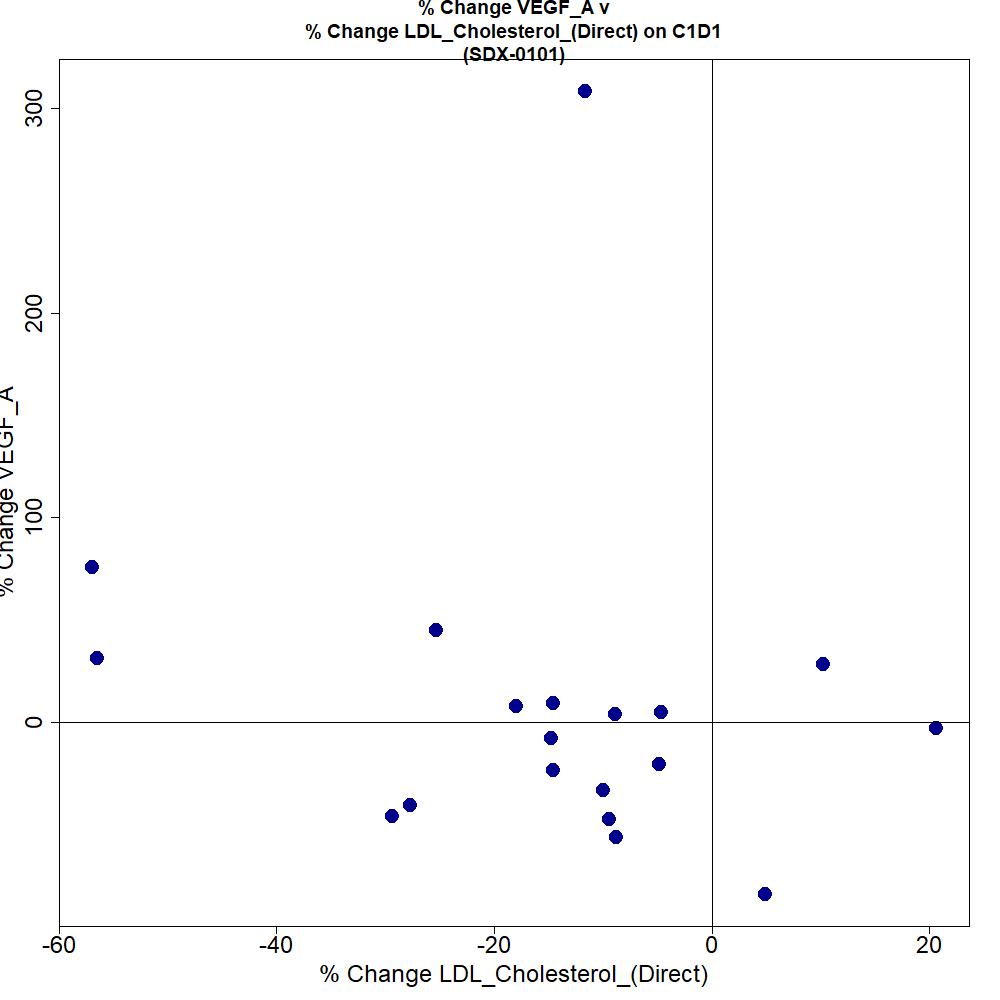 % Change VEGF_A v
% Change LDL_Cholesterol_(Direct) on C1D1
(SDX-0101)
% Change VEGF_A
300
200
100
0
-60 -40 -20 0 20
% Change LDL_Cholesterol_(Direct)